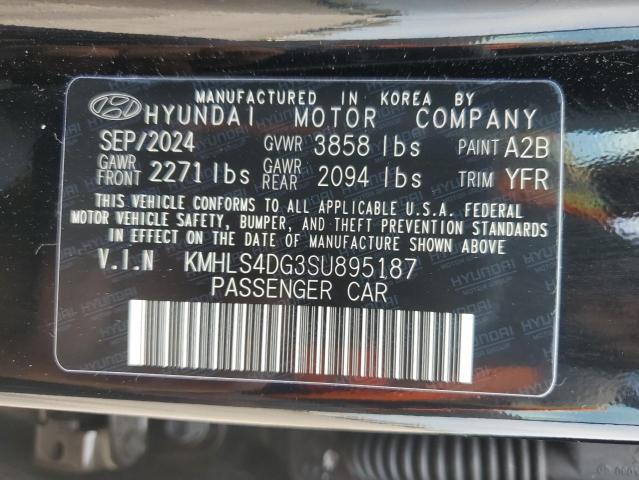 MANUFACTURED IN KOREA BY
HYUNDAI MOTOR COMPANY
SEP/2024 GVWR 3858 lbs PAINT A2B
GAWR FRONT 2271 lbs GAWR REAR 2094 lbs TRIM YFR
THIS VEHICLE CONFORMS TO ALL APPLICABLE U.S.A. FEDERAL
MOTOR VEHICLE SAFETY, BUMPER, AND THEFT PREVENTION STANDARDS
IN EFFECT ON THE DATE OF MANUFACTURE SHOWN ABOVE
V.I.N KMHLS4DG3SU895187
PASSENGER CAR